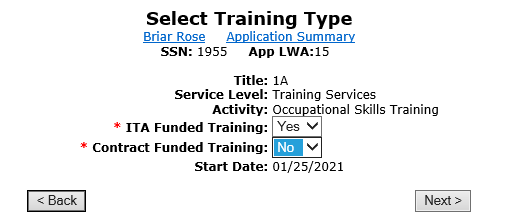 Select Training Type
Briar Rose Application Summary
SSN: 1955 App LWA:15
Title: 1A
Service Level: Training Services
Activity: Occupational Skills Training
* ITA Funded Training: Yes
* Contract Funded Training: No
Start Date: 01/25/2021
< Back Next >